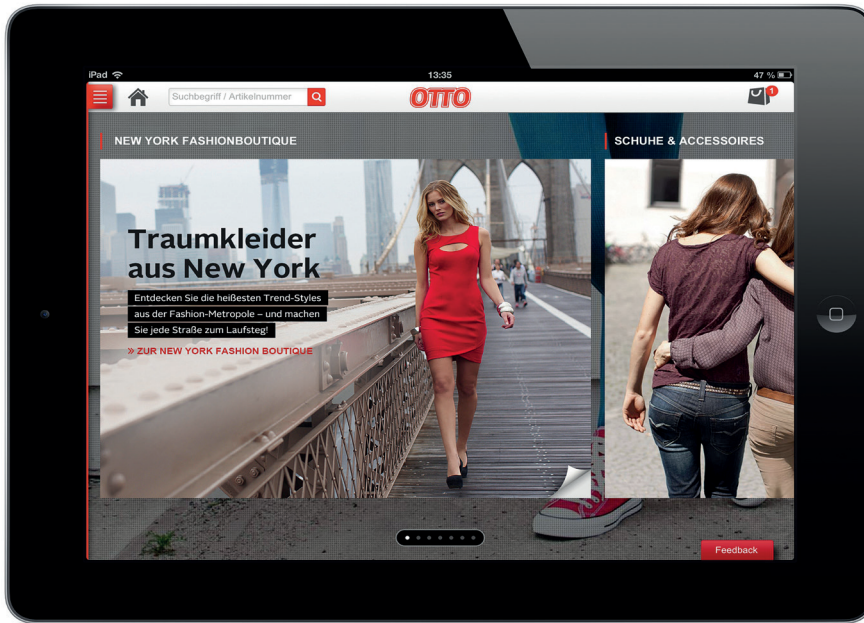 iPad
13:35
47 %
Suchbegriff / Artikelnummer
OTTO
1
NEW YORK FASHIONBOUTIQUE
SCHUHE & ACCESSOIRES
Traumkleider
aus New York
Entdecken Sie die heißesten Trend-Styles
aus der Fashion-Metropole – und machen
Sie jede Straße zum Laufsteg!
» ZUR NEW YORK FASHION BOUTIQUE
Feedback